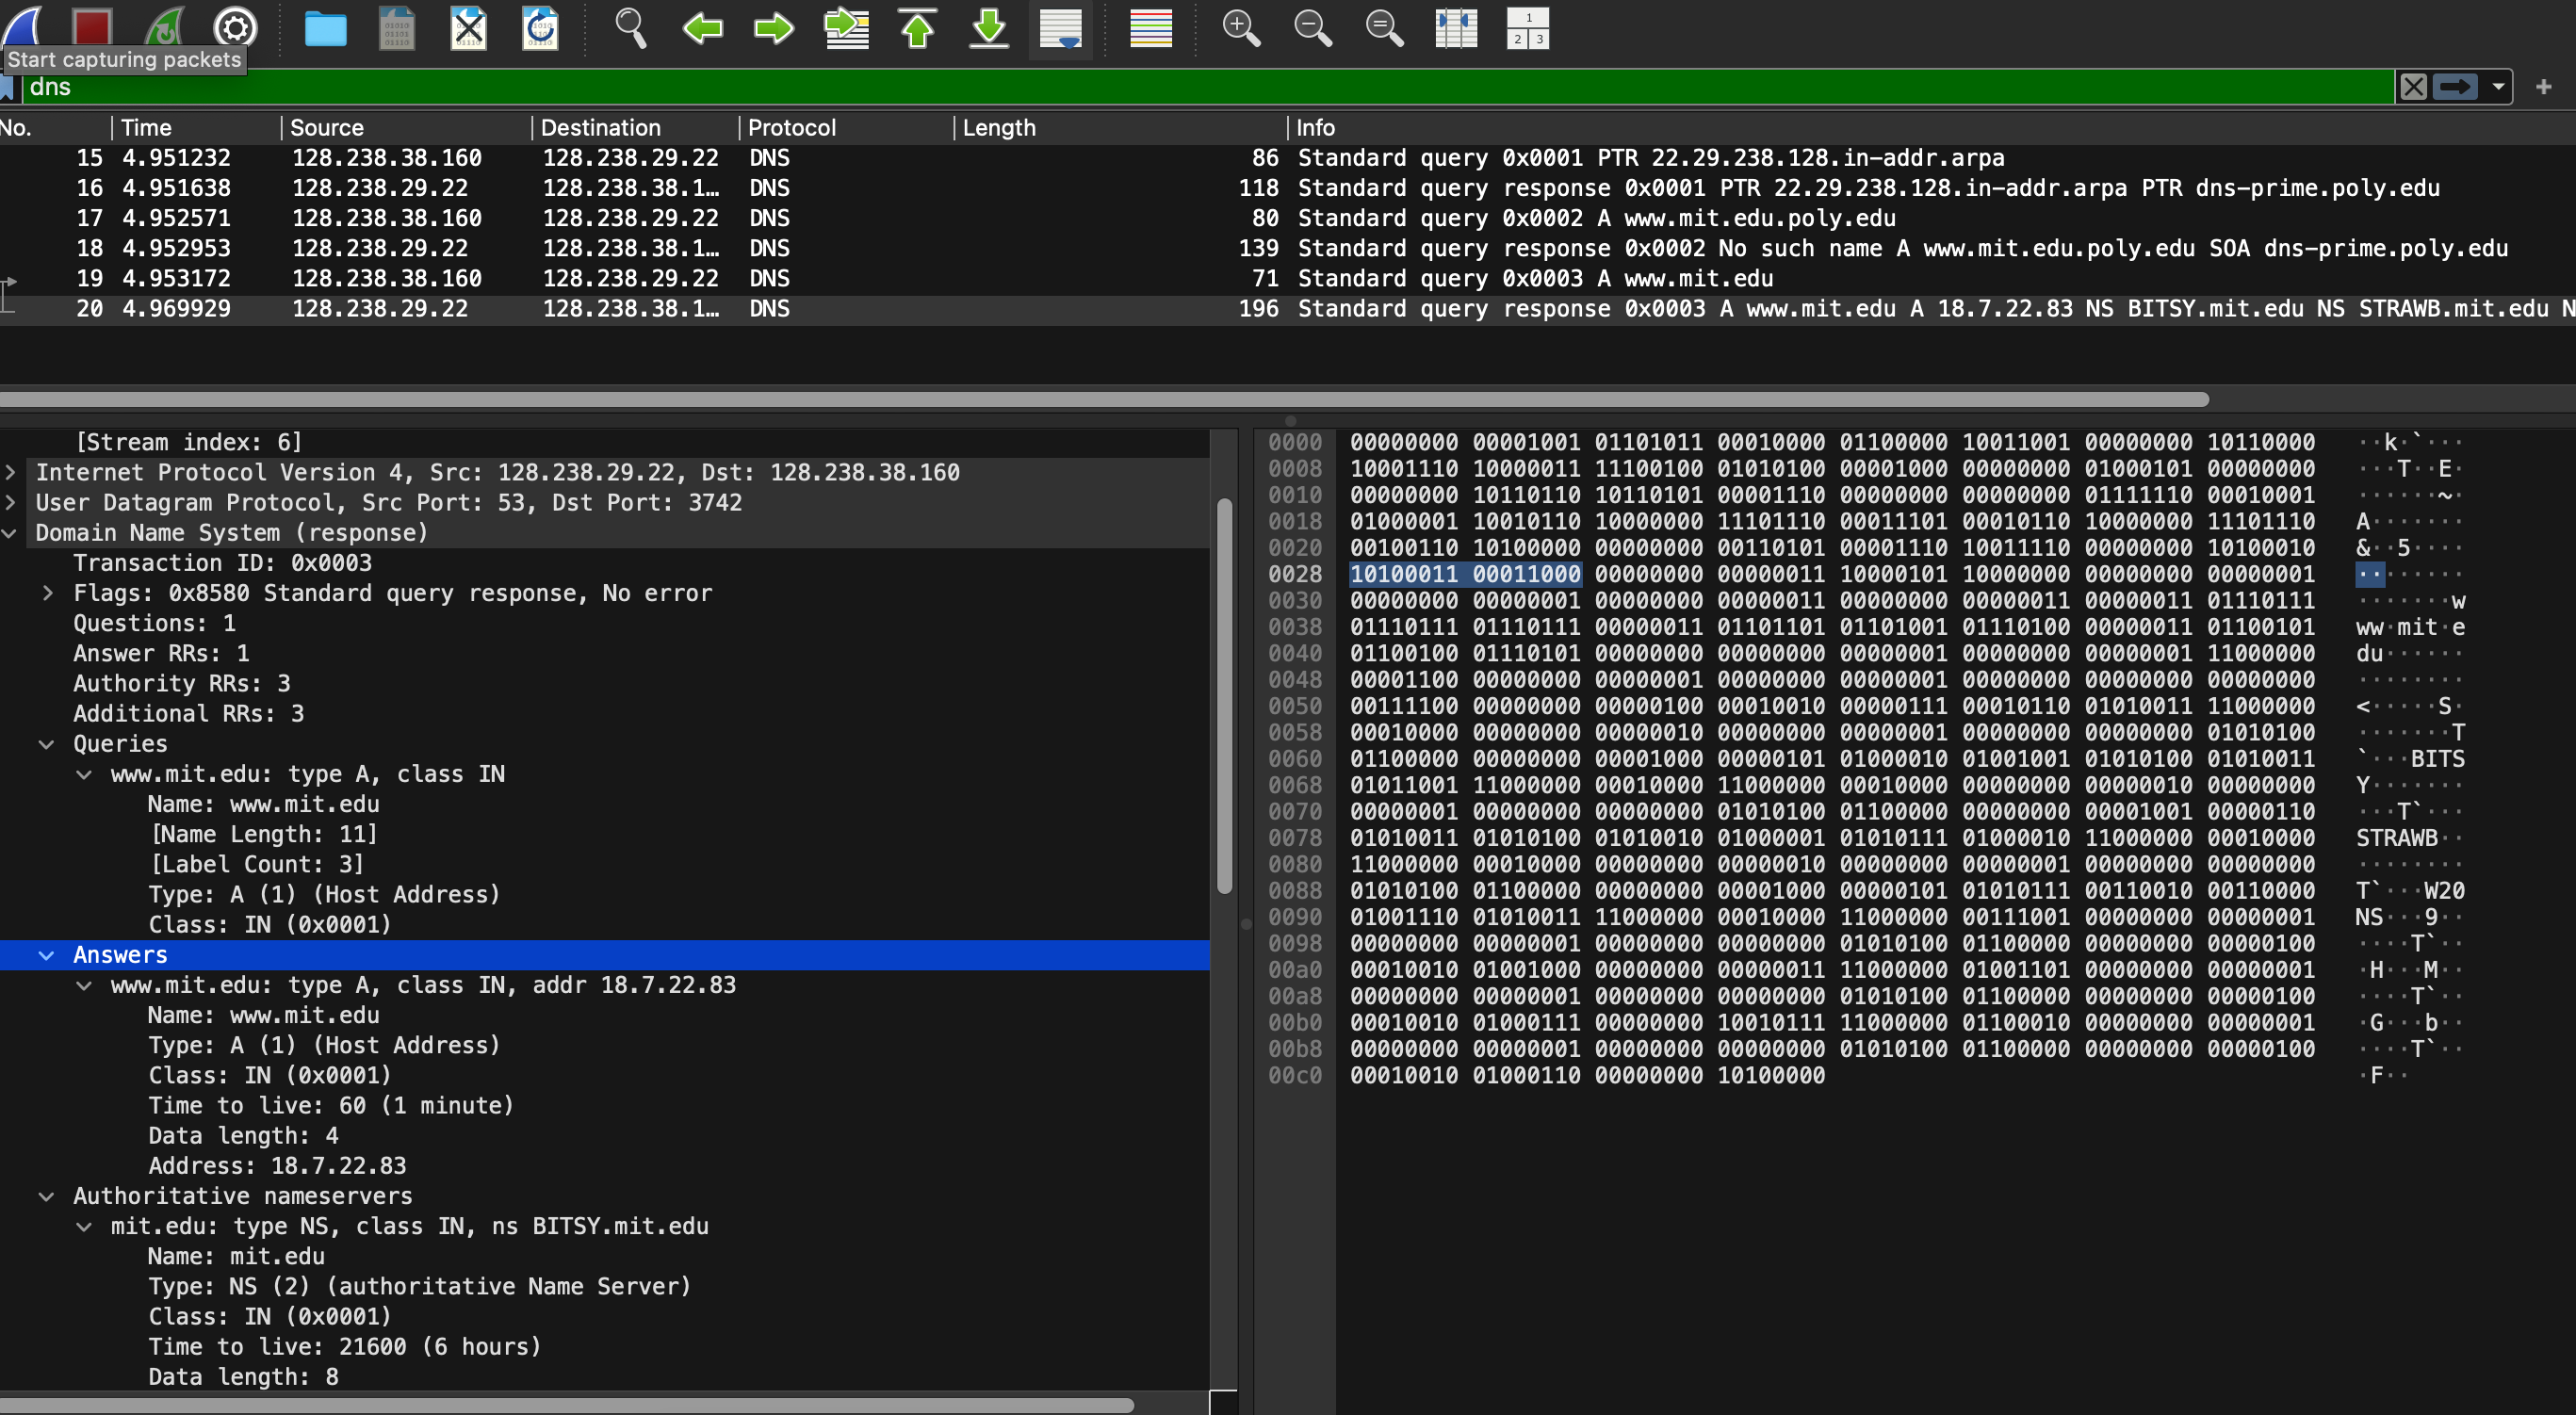 Start capturing packets
dns
No. Time Source Destination Protocol Length Info
15 4.951232 128.238.38.160 128.238.29.22 DNS 86 Standard query 0x0001 PTR 22.29.238.128.in-addr.arpa
16 4.951638 128.238.29.22 128.238.38.1… DNS 118 Standard query response 0x0001 PTR 22.29.238.128.in-addr.arpa PTR dns-prime.poly.edu
17 4.952571 128.238.38.160 128.238.29.22 DNS 80 Standard query 0x0002 A www.mit.edu.poly.edu
18 4.952953 128.238.29.22 128.238.38.1… DNS 139 Standard query response 0x0002 No such name A www.mit.edu.poly.edu SOA dns-prime.poly.edu
19 4.953172 128.238.38.160 128.238.29.22 DNS 71 Standard query 0x0003 A www.mit.edu
20 4.969929 128.238.29.22 128.238.38.1… DNS 196 Standard query response 0x0003 A www.mit.edu A 18.7.22.83 NS BITSY.mit.edu NS STRAWB.mit.edu N
[Stream index: 6]
Internet Protocol Version 4, Src: 128.238.29.22, Dst: 128.238.38.160
User Datagram Protocol, Src Port: 53, Dst Port: 3742
Domain Name System (response)
Transaction ID: 0x0003
Flags: 0x8580 Standard query response, No error
Questions: 1
Answer RRs: 1
Authority RRs: 3
Additional RRs: 3
Queries
www.mit.edu: type A, class IN
Name: www.mit.edu
[Name Length: 11]
[Label Count: 3]
Type: A (1) (Host Address)
Class: IN (0x0001)
Answers
www.mit.edu: type A, class IN, addr 18.7.22.83
Name: www.mit.edu
Type: A (1) (Host Address)
Class: IN (0x0001)
Time to live: 60 (1 minute)
Data length: 4
Address: 18.7.22.83
Authoritative nameservers
mit.edu: type NS, class IN, ns BITSY.mit.edu
Name: mit.edu
Type: NS (2) (authoritative Name Server)
Class: IN (0x0001)
Time to live: 21600 (6 hours)
Data length: 8
0000 00000000 00001001 01101011 00010000 01100000 10011001 00000000 10110000 ··k·`···
0008 10001110 10000011 11100100 01010100 00001000 00000000 01000101 00000000 ···T··E·
0010 00000000 10110110 10110101 00001110 00000000 00000000 01111110 00010001 ······~·
0018 01000001 10010110 10000000 11101110 00011101 00010110 10000000 11101110 A·······
0020 00100110 10100000 00000000 00110101 00001110 10011110 00000000 10100010 &··5····
0028 10100011 00011000 00000000 00000011 10000101 10000000 00000000 00000001 ········
0030 00000000 00000001 00000000 00000011 00000000 00000011 00000011 01110111 ·······w
0038 01110111 01110111 00000011 01101101 01101001 01110100 00000011 01100101 ww·mit·e
0040 01100100 01110101 00000000 00000000 00000001 00000000 00000001 11000000 du······
0048 00001100 00000000 00000001 00000000 00000001 00000000 00000000 00000000 ········
0050 00111100 00000000 00000100 00010010 00000111 00010110 01010011 11000000 <·····S·
0058 00010000 00000000 00000010 00000000 00000001 00000000 00000000 01010100 ·······T
0060 01100000 00000000 00001000 00000101 01000010 01001001 01010100 01010011 `···BITS
0068 01011001 11000000 00010000 11000000 00010000 00000000 00000010 00000000 Y·······
0070 00000001 00000000 00000000 01010100 01100000 00000000 00001001 00000110 ···T`···
0078 01010011 01010100 01010010 01000001 01010111 01000010 11000000 00010000 STRAWB··
0080 11000000 00010000 00000000 00000010 00000000 00000001 00000000 00000000 ········
0088 01010100 01100000 00000000 00001000 00000101 01010111 00110010 00110000 T`···W20
0090 01001110 01010011 11000000 00010000 11000000 00111001 00000000 00000001 NS···9··
0098 00000000 00000001 00000000 00000000 01010100 01100000 00000000 00000100 ····T`··
00a0 00010010 01001000 00000000 00000011 11000000 01001101 00000000 00000001 ·H···M··
00a8 00000000 00000001 00000000 00000000 01010100 01100000 00000000 00000100 ····T`··
00b0 00010010 01000111 00000000 10010111 11000000 01100010 00000000 00000001 ·G···b··
00b8 00000000 00000001 00000000 00000000 01010100 01100000 00000000 00000100 ····T`··
00c0 00010010 01000110 00000000 10100000 ·F··